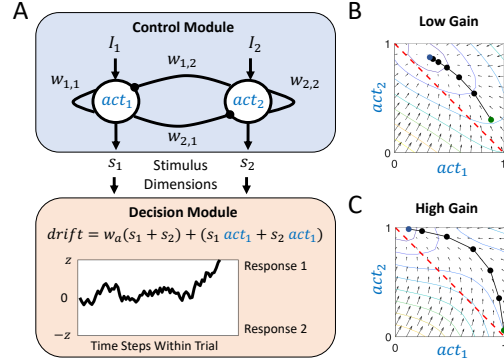 A
Control Module
I1
I2
w1,2
w1,1
w2,2
act1
act2
w2,1
s1
Stimulus
Dimensions
s2
Decision Module
drift = wa(s1 + s2) + (s1 act1 + s2 act1)
z
Response 1
0
Response 2
−z
Time Steps Within Trial
B
Low Gain
1
act2
0
0
act1
1
C
High Gain
1
act2
0
0
act1
1